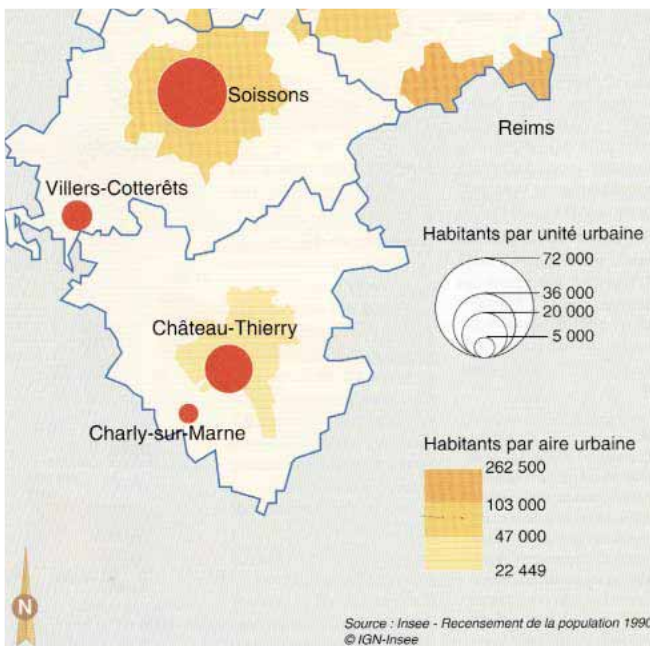 Soissons
Reims
Villers-Cotterêts
Habitants par unité urbaine
72 000
36 000
20 000
5 000
Château-Thierry
Charly-sur-Marne
Habitants par aire urbaine
262 500
103 000
47 000
22 449
N
Source : Insee - Recensement de la population 1990
© IGN-Insee